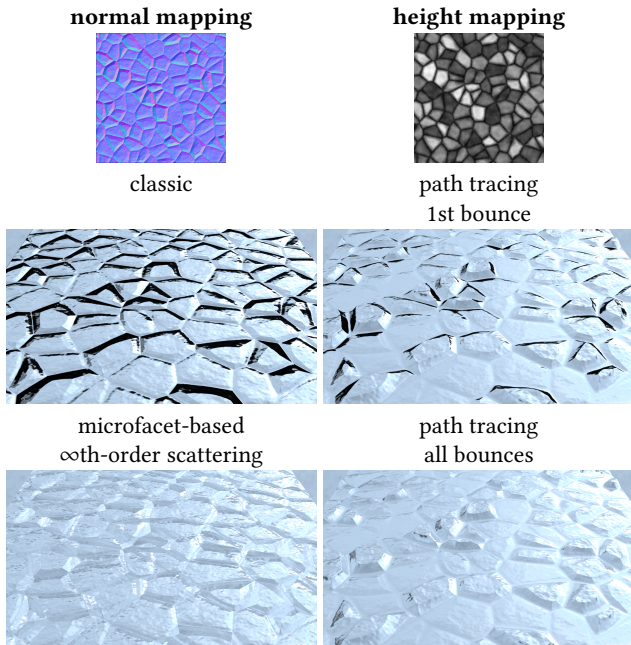 normal mapping
height mapping
classic
path tracing
1st bounce
microfacet-based
∞th-order scattering
path tracing
all bounces